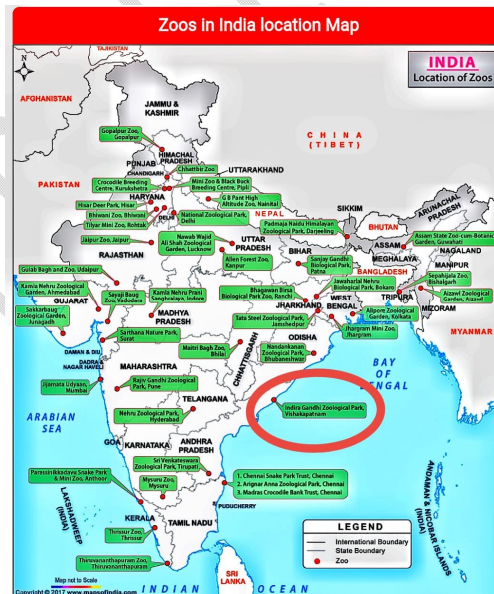 Zoos in India location Map
INDIA
Location of Zoos
TAJIKISTAN
AFGHANISTAN
N
JAMMU &
KASHMIR
CHINA
(TIBET)
Gopalpur Zoo,
Gopalpur
HIMACHAL
PRADESH
PUNJAB
CHANDIGARH
Chhattbir Zoo
UTTARAKHAND
PAKISTAN
Crocodile Breeding
Centre, Kurukshetra
Mini Zoo & Black Buck
Breeding Centre, Pipli
HARYANA
Hisar Deer Park, Hisar
G B Pant High
Altitude Zoo, Nainital
Bhiwani Zoo, Bhiwani
DELHI
National Zoological Park,
Delhi
NEPAL
Tilyar Mini Zoo, Rohtak
Padmaja Naidu Himalayan
Zoological Park, Darjeeling
SIKKIM
BHUTAN
ARUNACHAL
PRADESH
Jaipur Zoo, Jaipur
Nawab Wajid
Ali Shah Zoological
Garden, Lucknow
UTTAR
PRADESH
ASSAM
Assam State Zoo-cum-Botanic
Garden, Guwahati
NAGALAND
RAJASTHAN
Allen Forest Zoo,
Kanpur
BIHAR
Sanjay Gandhi
Biological Park,
Patna
MEGHALAYA
MANIPUR
BANGLADESH
Gulab Bagh and Zoo, Udaipur
Kamla Nehru Zoological
Garden, Ahmedabad
Kamla Nehru Prani
Sanghralaya, Indore
Bhagawan Birsa
Biological Park Zoo, Ranchi
Jawaharlal Nehru
Biological Park, Bokaro
Sepahijala Zoo,
Bishalgarh
TRIPURA
MIZORAM
GUJARAT
Sayaji Baug
Zoo, Vadodara
MADHYA
PRADESH
JHARKHAND
WEST
BENGAL
Sakkarbaug
Zoological Garden,
Junagadh
Tata Steel Zoological Park,
Jamshedpur
Alipore Zoological
Garden, Kolkata
MYANMAR
Sarthana Nature Park,
Surat
Maitri Bagh Zoo,
Bhilai
CHHATTISGARH
ODISHA
Jhargram Mini Zoo,
Jhargram
DAMAN & DIU
DADRA
NAGAR HAVELI
Nandankanan
Zoological Park,
Bhubaneshwar
MAHARASHTRA
BAY
OF
BENGAL
Jijamata Udyaan,
Mumbai
Rajiv Gandhi Zoological
Park, Pune
TELANGANA
Indira Gandhi Zoological Park,
Vishakapatnam
ARABIAN
SEA
Nehru Zoological Park,
Hyderabad
GOA
KARNATAKA
ANDHRA
PRADESH
Sri Venkateswara
Zoological Park, Tirupati
Parassinikkadavu Snake Park
& Mini Zoo, Anthoor
Mysuru Zoo,
Mysuru
1. Chennai Snake Park Trust, Chennai
2. Arignar Anna Zoological Park, Chennai
3. Madras Crocodile Bank Trust, Chennai
PUDUCHERRY
LAKSHADWEEP
(INDIA)
ANDAMAN & NICOBAR ISLANDS
(INDIA)
KERALA
TAMIL NADU
Thrissur Zoo,
Thrissur
LEGEND
International Boundary
State Boundary
Zoo
Thiruvananthapuram Zoo,
Thiruvananthapuram
SRI
LANKA
Map not to Scale
INDIAN OCEAN
Copyright © 2017 www.mapsofindia.com